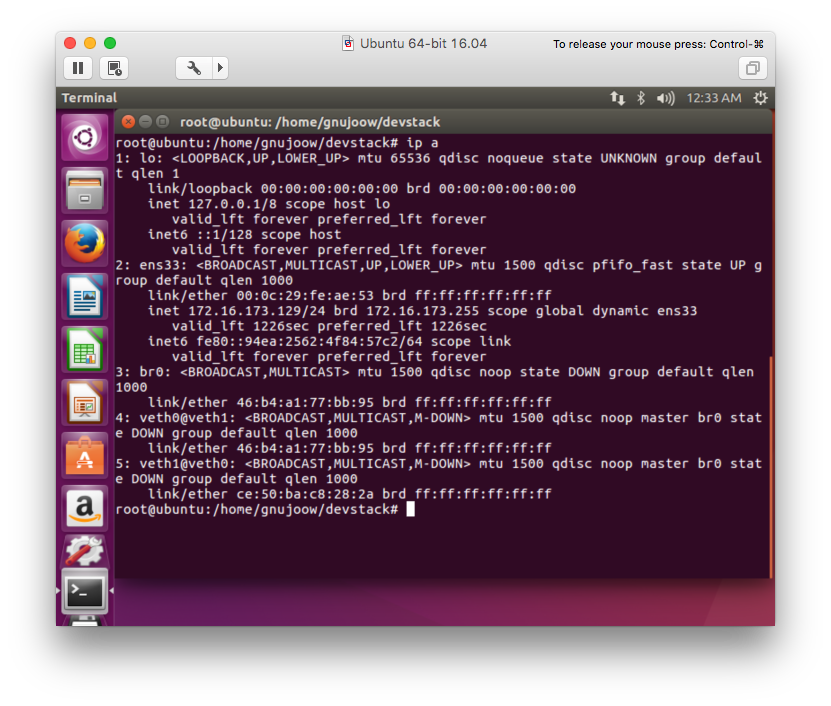 Ubuntu 64-bit 16.04
To release your mouse press: Control-⌘
Terminal
12:33 AM
root@ubuntu: /home/gnujoow/devstack
root@ubuntu:/home/gnujoow/devstack# ip a
1: lo: <LOOPBACK,UP,LOWER_UP> mtu 65536 qdisc noqueue state UNKNOWN group defaul
t qlen 1
    link/loopback 00:00:00:00:00:00 brd 00:00:00:00:00:00
    inet 127.0.0.1/8 scope host lo
       valid_lft forever preferred_lft forever
    inet6 ::1/128 scope host
       valid_lft forever preferred_lft forever
2: ens33: <BROADCAST,MULTICAST,UP,LOWER_UP> mtu 1500 qdisc pfifo_fast state UP g
roup default qlen 1000
    link/ether 00:0c:29:fe:ae:53 brd ff:ff:ff:ff:ff:ff
    inet 172.16.173.129/24 brd 172.16.173.255 scope global dynamic ens33
       valid_lft 1226sec preferred_lft 1226sec
    inet6 fe80::94ea:2562:4f84:57c2/64 scope link
       valid_lft forever preferred_lft forever
3: br0: <BROADCAST,MULTICAST> mtu 1500 qdisc noop state DOWN group default qlen
1000
    link/ether 46:b4:a1:77:bb:95 brd ff:ff:ff:ff:ff:ff
4: veth0@veth1: <BROADCAST,MULTICAST,M-DOWN> mtu 1500 qdisc noop master br0 stat
e DOWN group default qlen 1000
    link/ether 46:b4:a1:77:bb:95 brd ff:ff:ff:ff:ff:ff
5: veth1@veth0: <BROADCAST,MULTICAST,M-DOWN> mtu 1500 qdisc noop master br0 stat
e DOWN group default qlen 1000
    link/ether ce:50:ba:c8:28:2a brd ff:ff:ff:ff:ff:ff
root@ubuntu:/home/gnujoow/devstack#